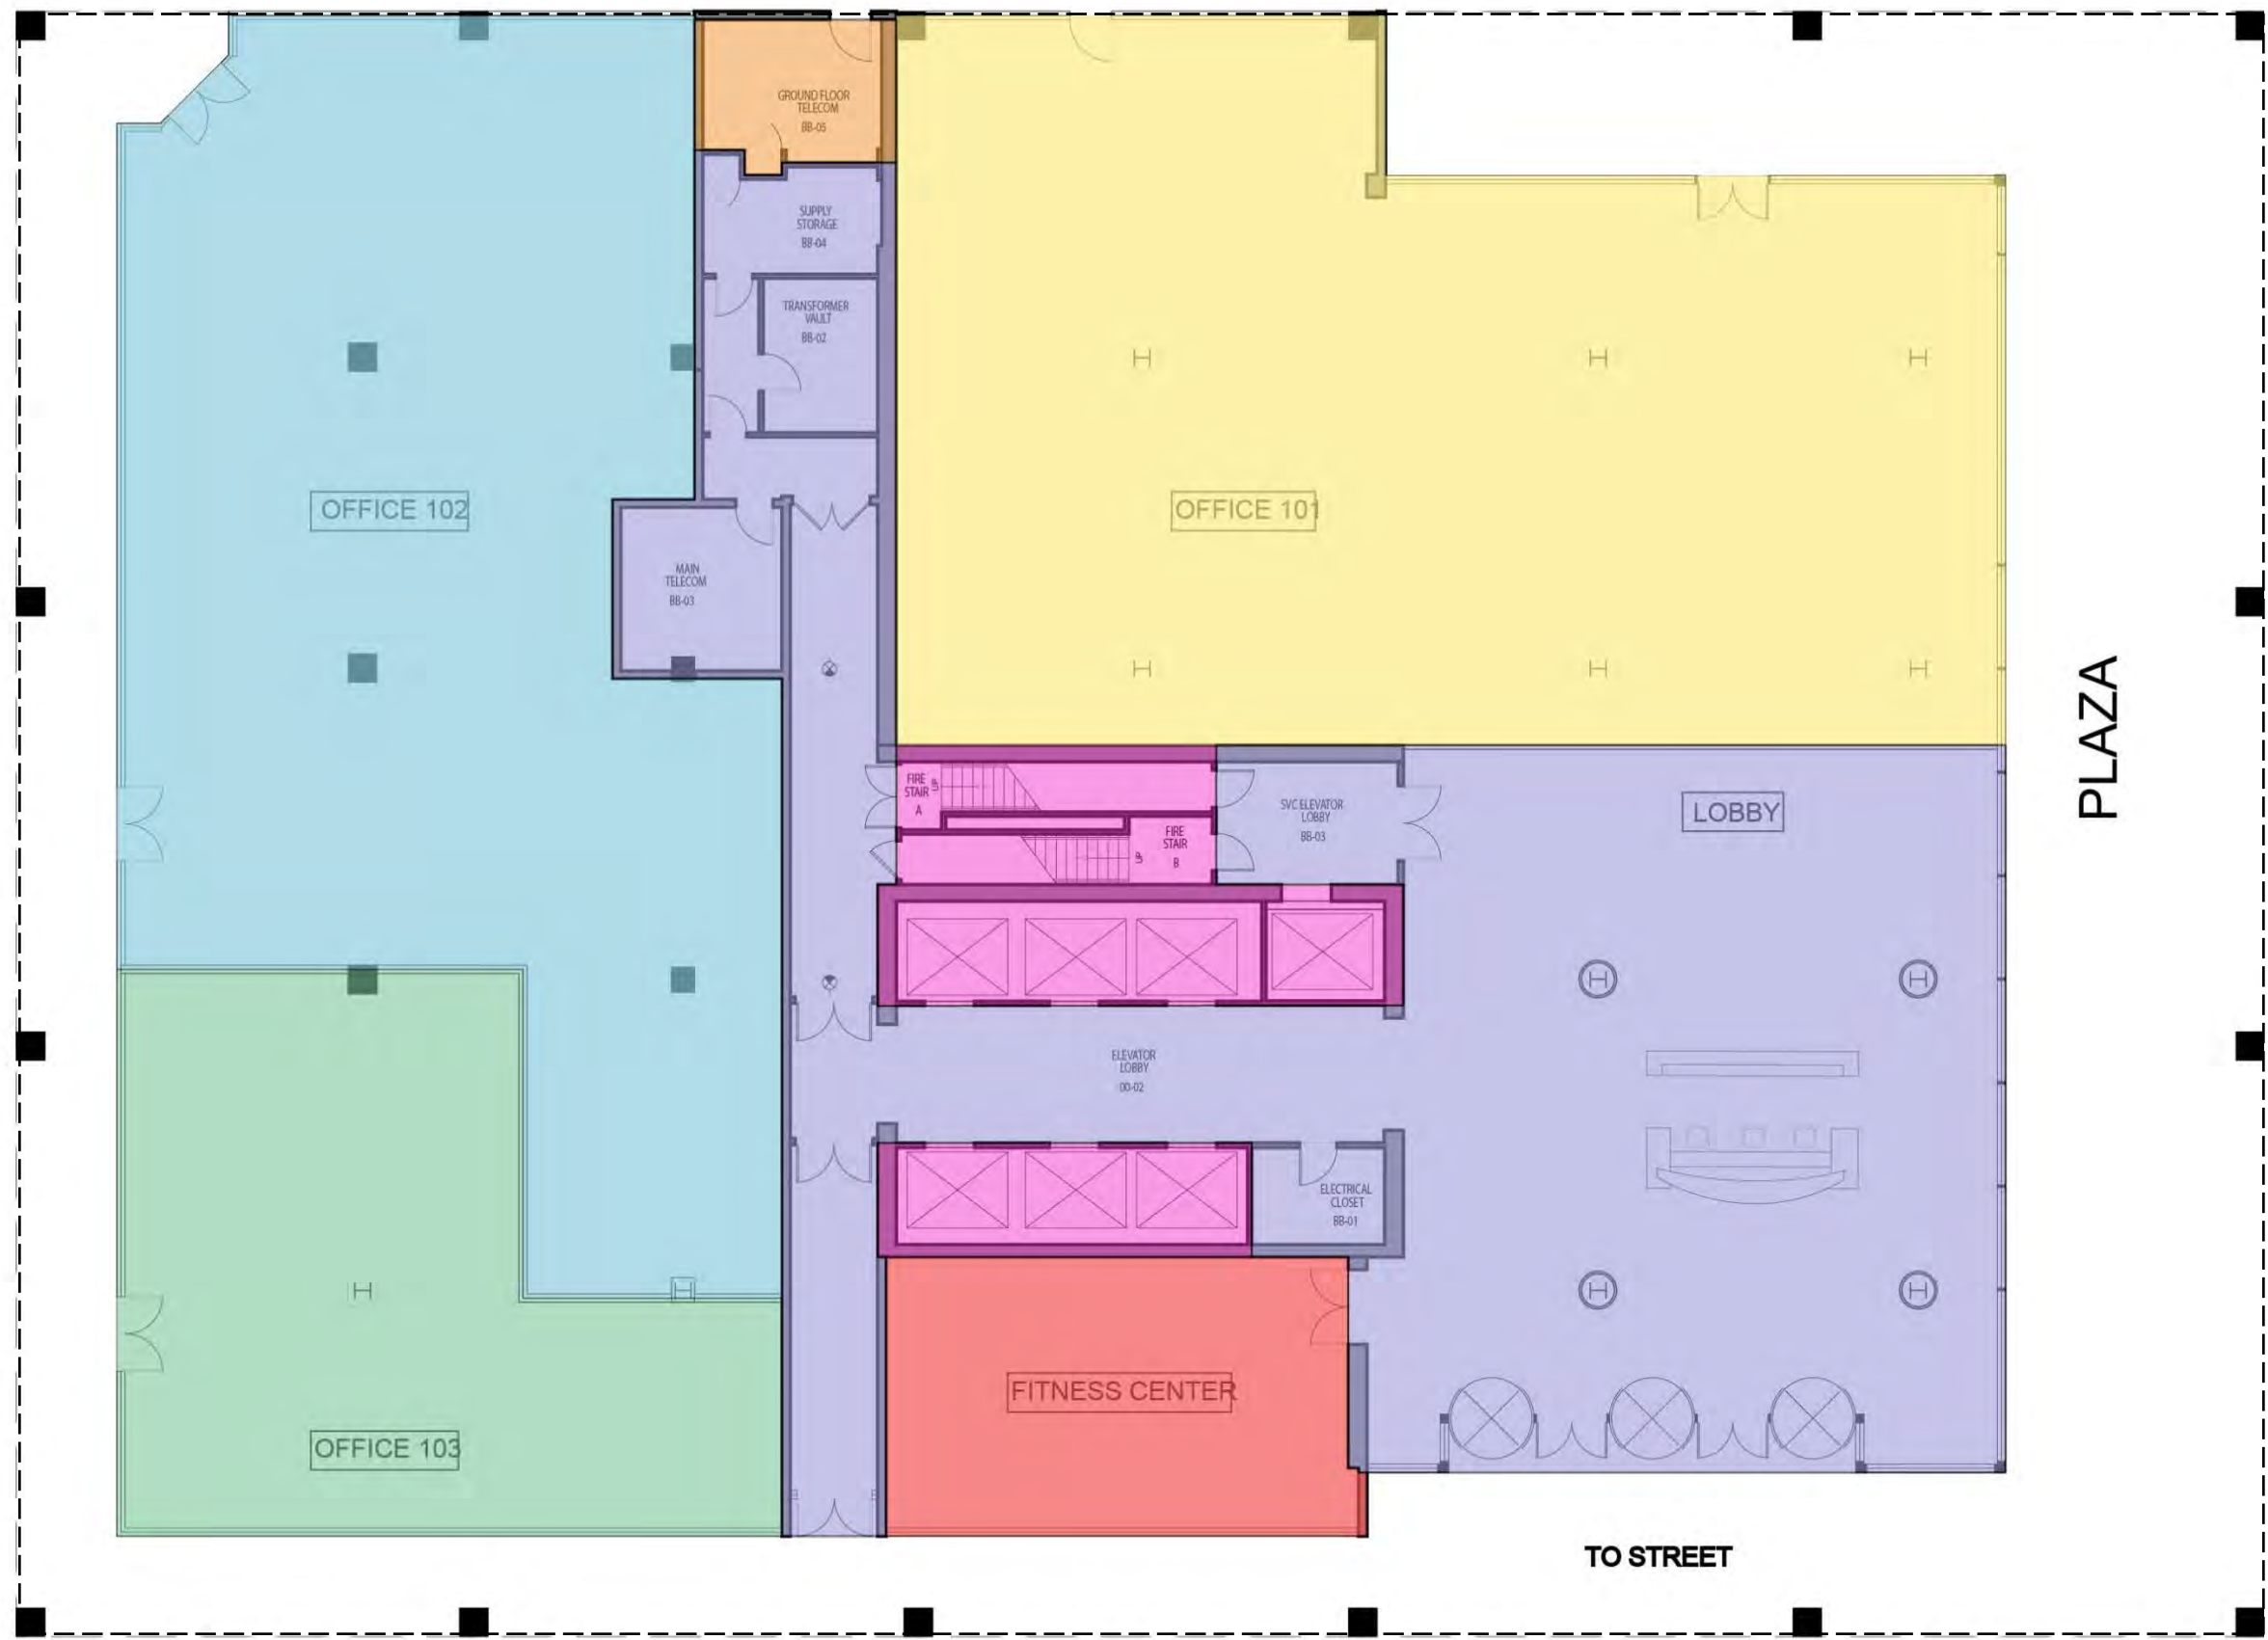 GROUND FLOOR
TELECOM
BB-05
SUPPLY
STORAGE
BB-04
TRANSFORMER
VAULT
BB-02
OFFICE 102
OFFICE 101
MAIN
TELECOM
BB-03
PLAZA
FIRE
STAIR
A
UP
FIRE
STAIR
B
UP
SVC ELEVATOR
LOBBY
BB-03
LOBBY
ELEVATOR
LOBBY
00-02
ELECTRICAL
CLOSET
BB-01
FITNESS CENTER
OFFICE 103
TO STREET